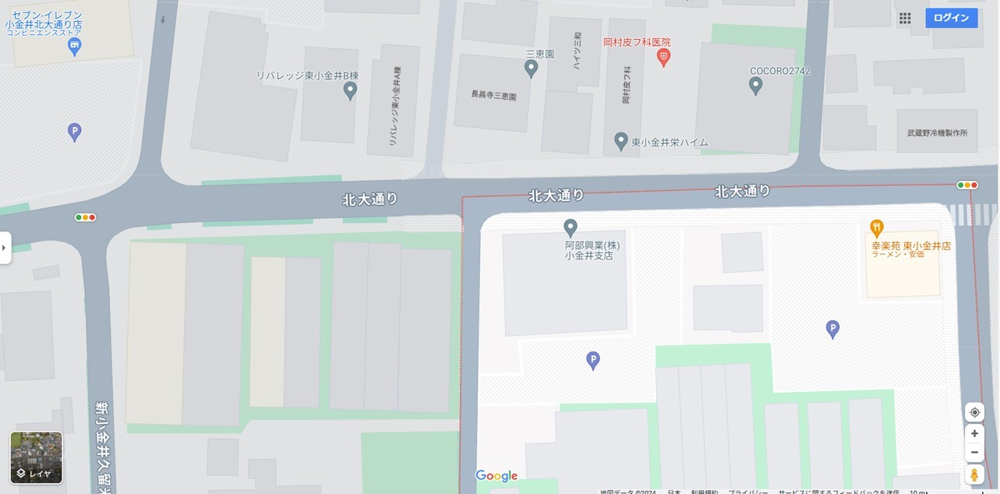 セブン-イレブン
小金井北大通り店
コンビニエンスストア
ログイン
岡村皮フ科医院
三恵園
ハイツ三和
COCORO2742
リバレッジ東小金井B棟
リバレッジ東小金井A棟
長昌寺三恵園
岡村皮フ科
P
武蔵野冷機製作所
東小金井栄ハイム
北大通り
北大通り
北大通り
阿部興業(株)
小金井支店
幸楽苑 東小金井店
ラーメン・安価
P
P
新小金井久留米
レイヤ
Google
地図データ ©2024 日本 利用規約 プライバシー サービスに関するフィードバックを送信 10 m